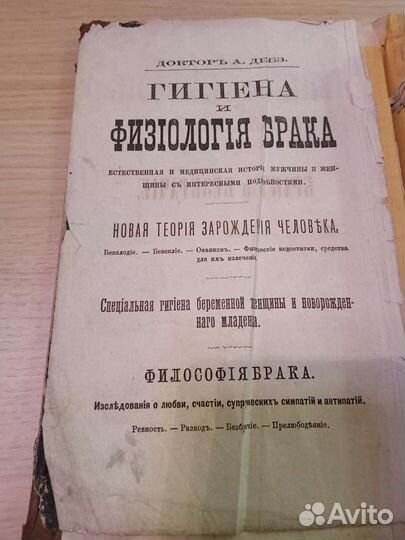 ДОКТОРЪ А. ДЕБЭ.
ГИГІЕНА
И
ФИЗІОЛОГІЯ БРАКА
ЕСТЕСТВЕННАЯ И МЕДИЦИНСКАЯ ИСТОРІ МУЖЧИНЫ И ЖЕН-
ЩИНЫ СЪ ИНТЕРЕСНЫМИ ПОДРОБНОСТЯМИ.
НОВАЯ ТЕОРІЯ ЗАРОЖДЕНІЯ ЧЕЛОВѢКА,
Безплодіе. — Безсиліе. — Онанизмъ. — Физическіе недостатки, средства
для ихъ излеченія
Спеціальная гигіена беременной женщины и новорожден-
наго младенца.
ФИЛОСОФІЯ БРАКА.
Изслѣдованія о любви, счастіи, супружескихъ симпатій и антипатій.
Ревность. — Разводъ. — Безбрачіе. — Прелюбодѣяніе.
Avito